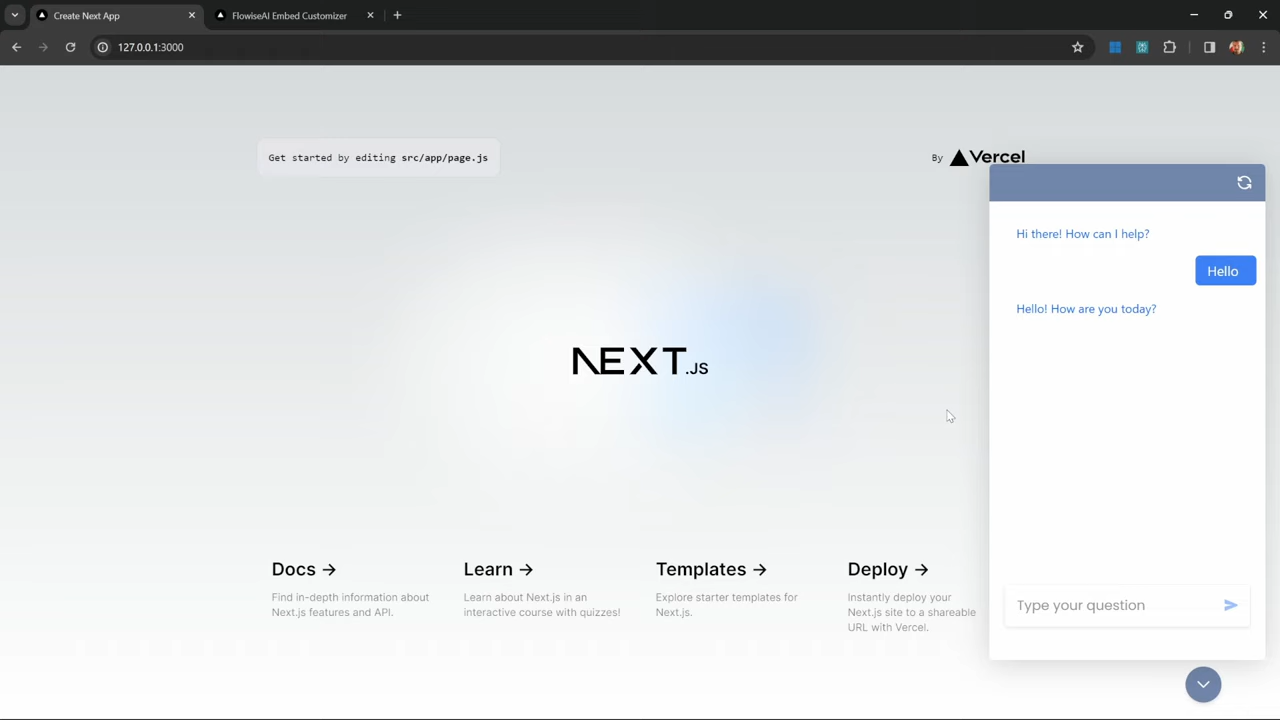 Create Next App
FlowiseAI Embed Customizer
127.0.0.1:3000
Get started by editing src/app/page.js
By Vercel
Hi there! How can I help?
Hello
Hello! How are you today?
NEXT.JS
Docs →
Find in-depth information about
Next.js features and API.
Learn →
Learn about Next.js in an
interactive course with quizzes!
Templates →
Explore starter templates for
Next.js.
Deploy →
Instantly deploy your
Next.js site to a shareable
URL with Vercel.
Type your question